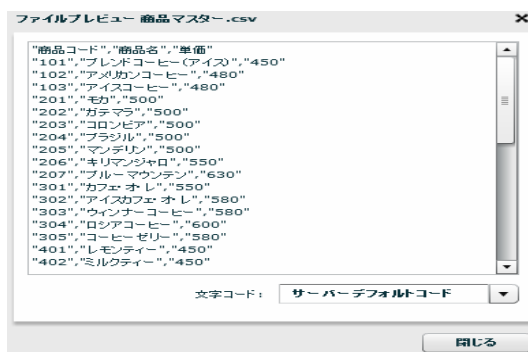 ファイルプレビュー 商品マスター.csv
"商品コード","商品名","単価"
"101","ブレンドコーヒー(アイス)","450"
"102","アメリカンコーヒー","480"
"103","アイスコーヒー","480"
"201","モカ","500"
"202","ガテマラ","500"
"203","コロンビア","500"
"204","ブラジル","500"
"205","マンデリン","500"
"206","キリマンジャロ","550"
"207","ブルーマウンテン","630"
"301","カフェ・オ・レ","550"
"302","アイスカフェ・オ・レ","580"
"303","ウィンナーコーヒー","580"
"304","ロシアコーヒー","600"
"305","コーヒーゼリー","580"
"401","レモンティー","450"
"402","ミルクティー","450"
文字コード: サーバーデフォルトコード
閉じる